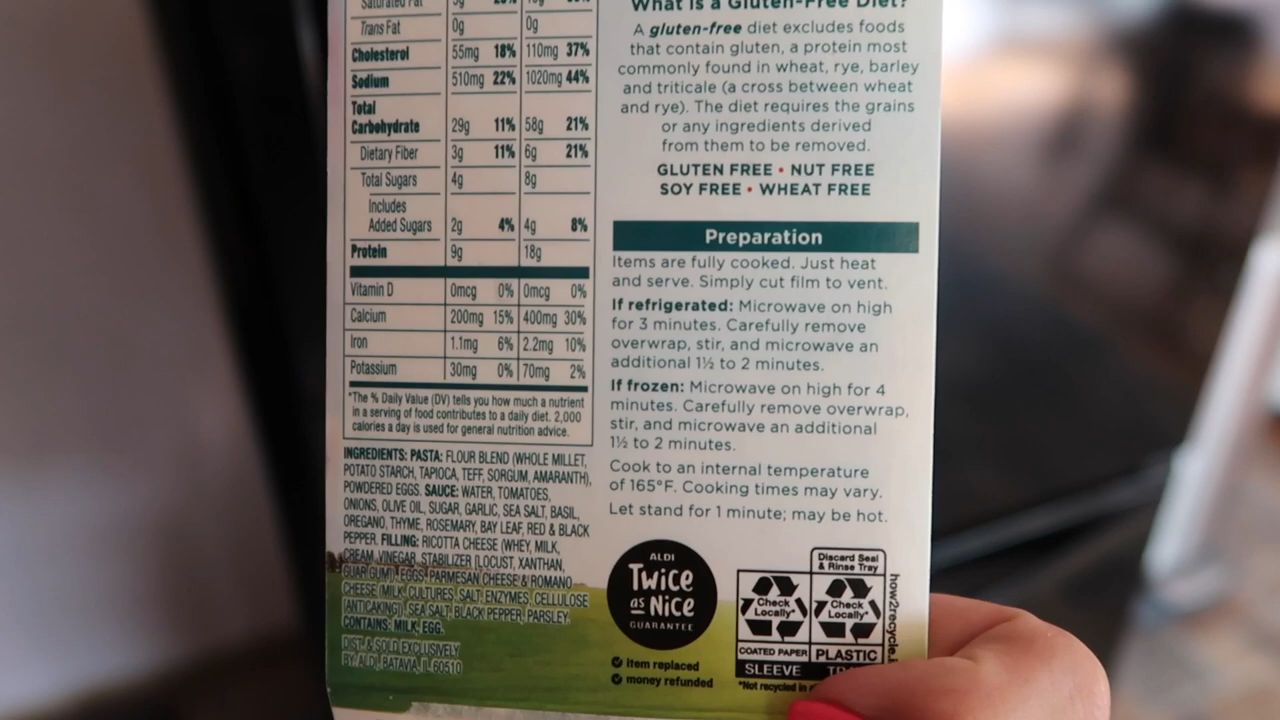 Saturated Fat
Trans Fat 0g 0g
Cholesterol 55mg 18% 110mg 37%
Sodium 510mg 22% 1020mg 44%
Total
Carbohydrate 29g 11% 58g 21%
Dietary Fiber 3g 11% 6g 21%
Total Sugars 4g 8g
Includes
Added Sugars 2g 4% 4g 8%
Protein 9g 18g
Vitamin D 0mcg 0% 0mcg 0%
Calcium 200mg 15% 400mg 30%
Iron 1.1mg 6% 2.2mg 10%
Potassium 30mg 0% 70mg 2%
*The % Daily Value (DV) tells you how much a nutrient
in a serving of food contributes to a daily diet. 2,000
calories a day is used for general nutrition advice.
INGREDIENTS: PASTA: FLOUR BLEND (WHOLE MILLET,
POTATO STARCH, TAPIOCA, TEFF, SORGUM, AMARANTH),
POWDERED EGGS. SAUCE: WATER, TOMATOES,
ONIONS, OLIVE OIL, SUGAR, GARLIC, SEA SALT, BASIL,
OREGANO, THYME, ROSEMARY, BAY LEAF, RED & BLACK
PEPPER. FILLING: RICOTTA CHEESE (WHEY, MILK,
CREAM, VINEGAR, STABILIZER [LOCUST, XANTHAN,
GUAR GUM]), EGGS, PARMESAN CHEESE & ROMANO
CHEESE (MILK, CULTURES, SALT, ENZYMES, CELLULOSE
[ANTICAKING]), SEA SALT, BLACK PEPPER, PARSLEY.
CONTAINS: MILK, EGG.
DIST. & SOLD EXCLUSIVELY
BY: ALDI, BATAVIA, IL 60510
What is a Gluten-Free Diet?
A gluten-free diet excludes foods
that contain gluten, a protein most
commonly found in wheat, rye, barley
and triticale (a cross between wheat
and rye). The diet requires the grains
or any ingredients derived
from them to be removed.
GLUTEN FREE • NUT FREE
SOY FREE • WHEAT FREE
Preparation
Items are fully cooked. Just heat
and serve. Simply cut film to vent.
If refrigerated: Microwave on high
for 3 minutes. Carefully remove
overwrap, stir, and microwave an
additional 1½ to 2 minutes.
If frozen: Microwave on high for 4
minutes. Carefully remove overwrap,
stir, and microwave an additional
1½ to 2 minutes.
Cook to an internal temperature
of 165°F. Cooking times may vary.
Let stand for 1 minute; may be hot.
ALDI
Twice
as Nice
GUARANTEE
item replaced
money refunded
Discard Seal
& Rinse Tray
Check
Locally*
Check
Locally*
COATED PAPER
PLASTIC
SLEEVE
*Not recycled in
how2recycle.